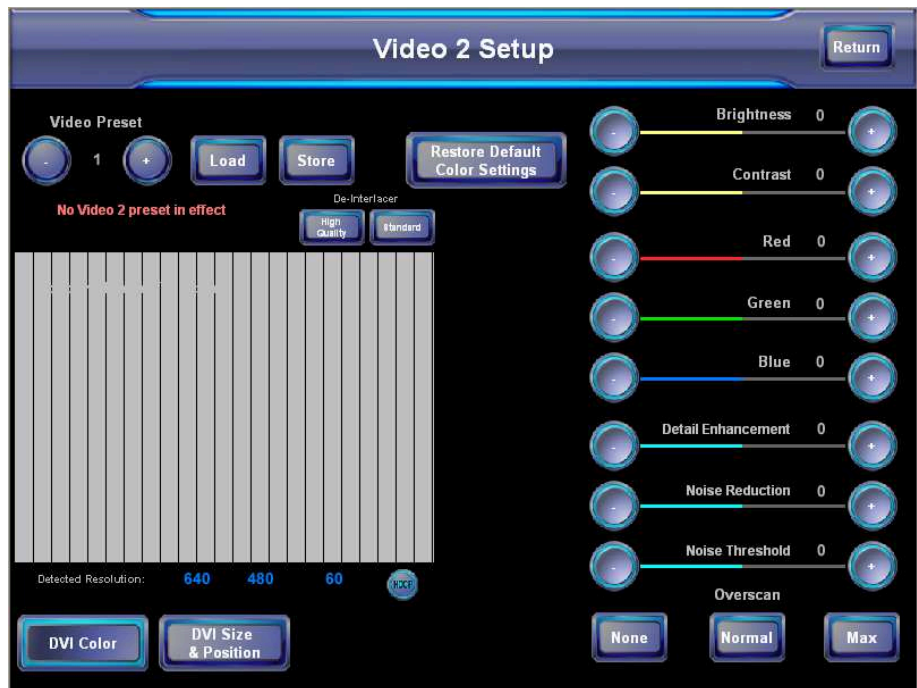 Video 2 Setup
Return
Video Preset
- 1 +
Load
Store
Restore Default
Color Settings
No Video 2 preset in effect
De-Interlacer
High
Quality
Standard
Detected Resolution: 640 480 60 HDCP
DVI Color
DVI Size
& Position
Brightness 0
- +
Contrast 0
- +
Red 0
- +
Green 0
- +
Blue 0
- +
Detail Enhancement 0
- +
Noise Reduction 0
- +
Noise Threshold 0
- +
Overscan
None
Normal
Max